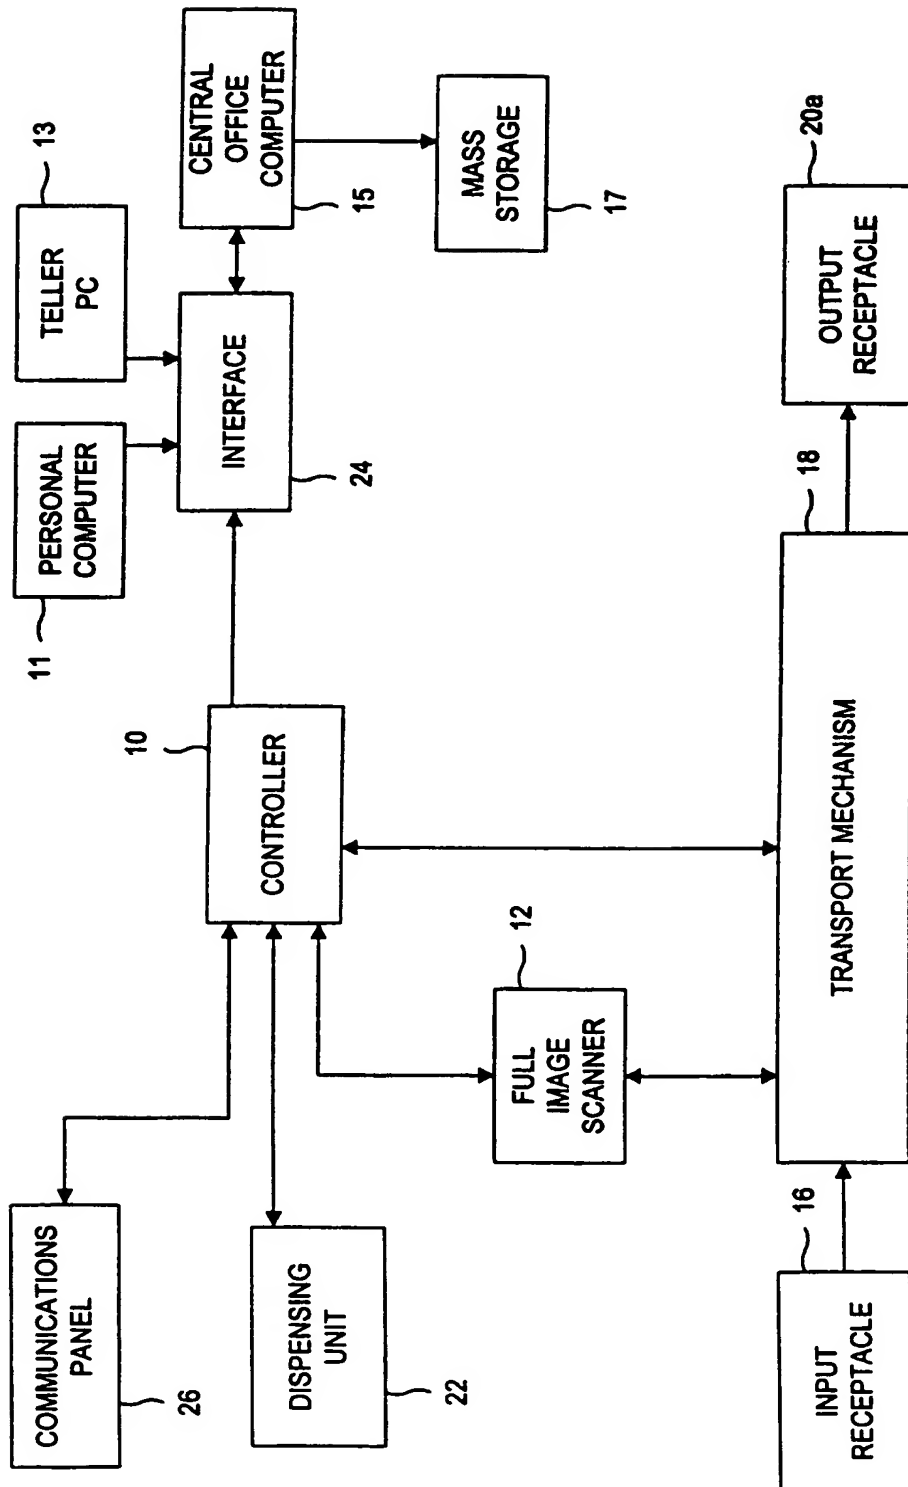 COMMUNICATIONS
PANEL
26
DISPENSING
UNIT
22
INPUT
RECEPTACLE
16
FULL
IMAGE
SCANNER
12
CONTROLLER
10
TRANSPORT MECHANISM
18
PERSONAL
COMPUTER
11
TELLER
PC
13
INTERFACE
24
CENTRAL
OFFICE
COMPUTER
15
MASS
STORAGE
17
OUTPUT
RECEPTACLE
20a